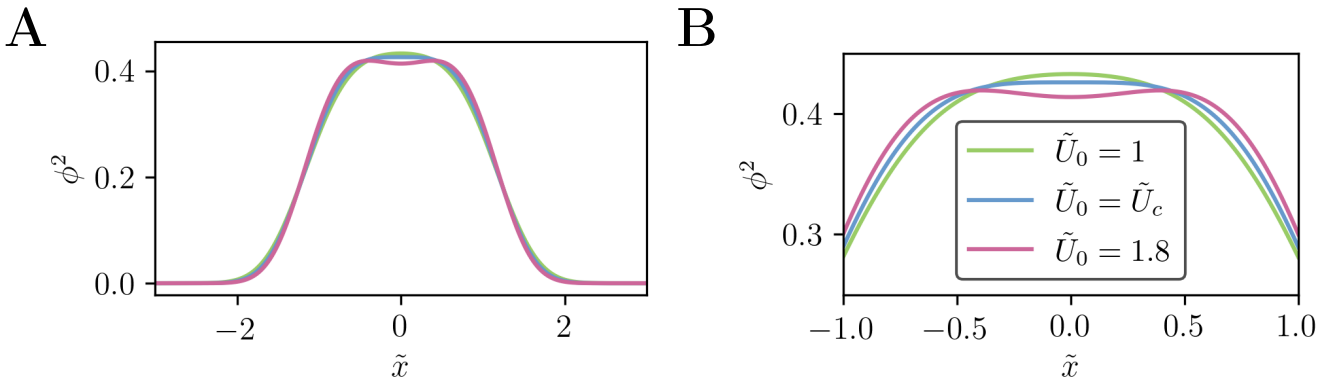 A
0.4
0.2
0.0
ϕ²
−2
0
2
x̃
B
0.4
0.3
ϕ²
Ũ₀ = 1
Ũ₀ = Ũ_c
Ũ₀ = 1.8
−1.0
−0.5
0.0
0.5
1.0
x̃